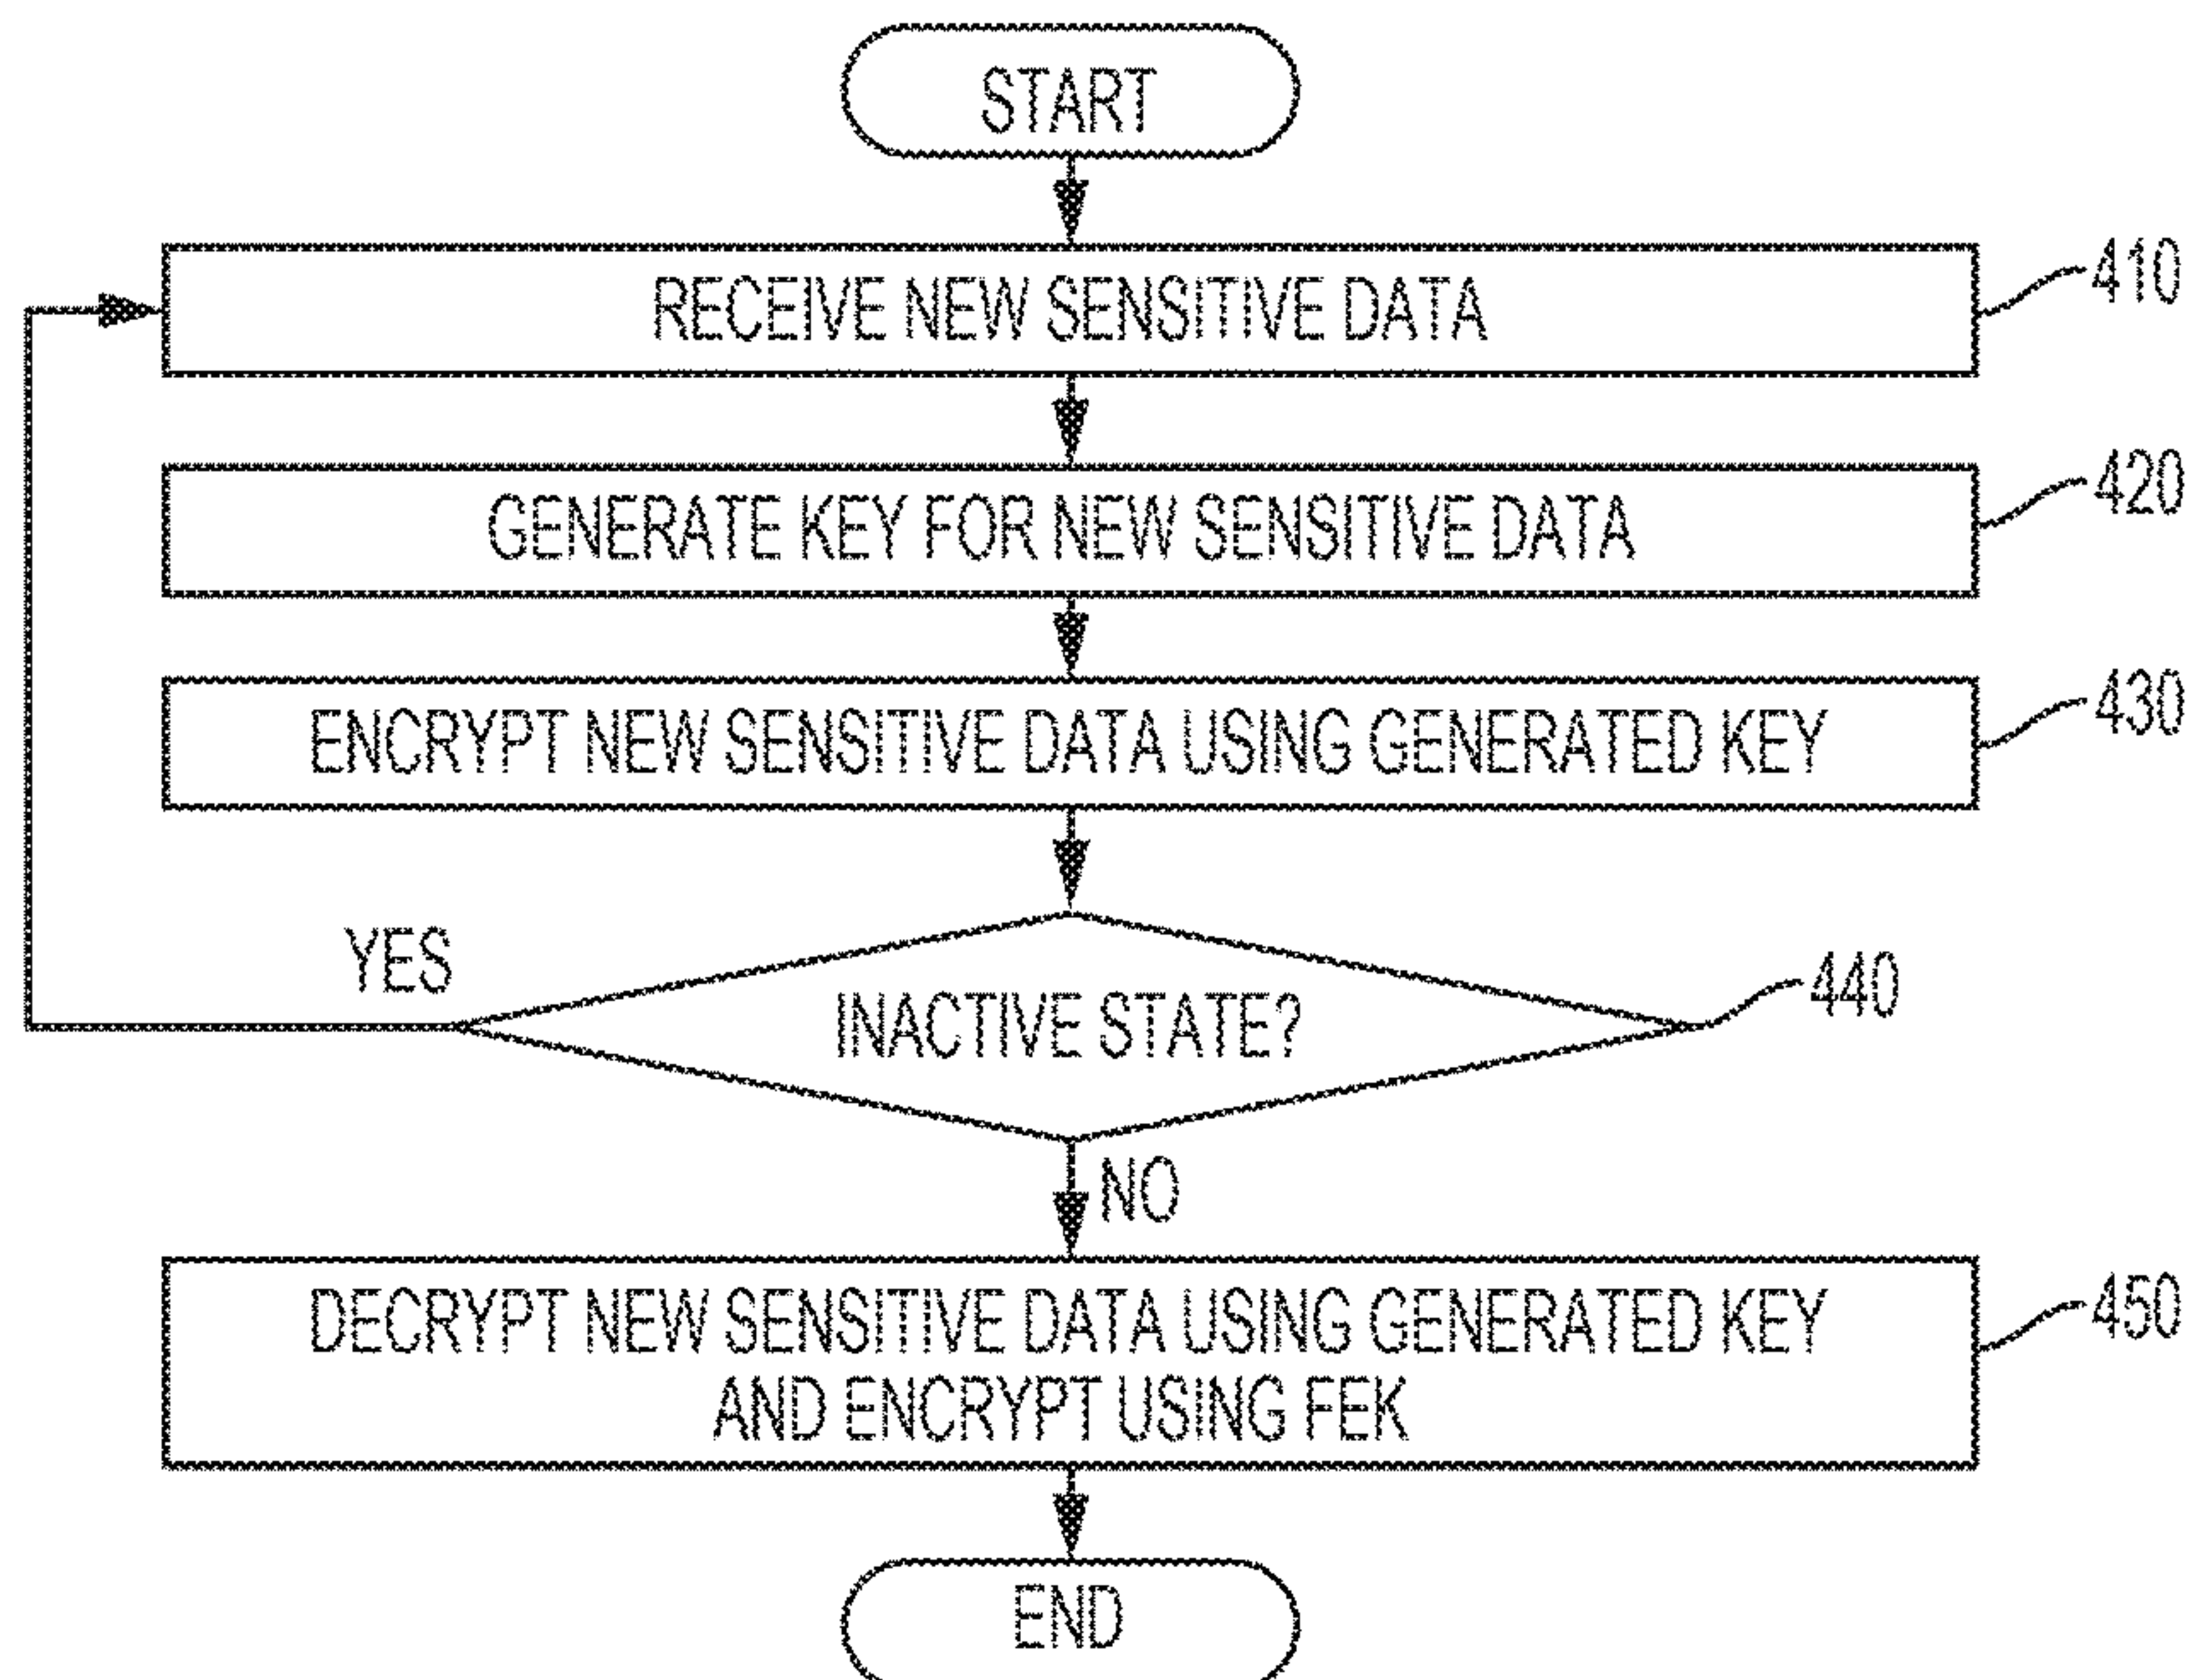 START
RECEIVE NEW SENSITIVE DATA
410
GENERATE KEY FOR NEW SENSITIVE DATA
420
ENCRYPT NEW SENSITIVE DATA USING GENERATED KEY
430
YES
INACTIVE STATE?
440
NO
DECRYPT NEW SENSITIVE DATA USING GENERATED KEY
AND ENCRYPT USING FEK
450
END